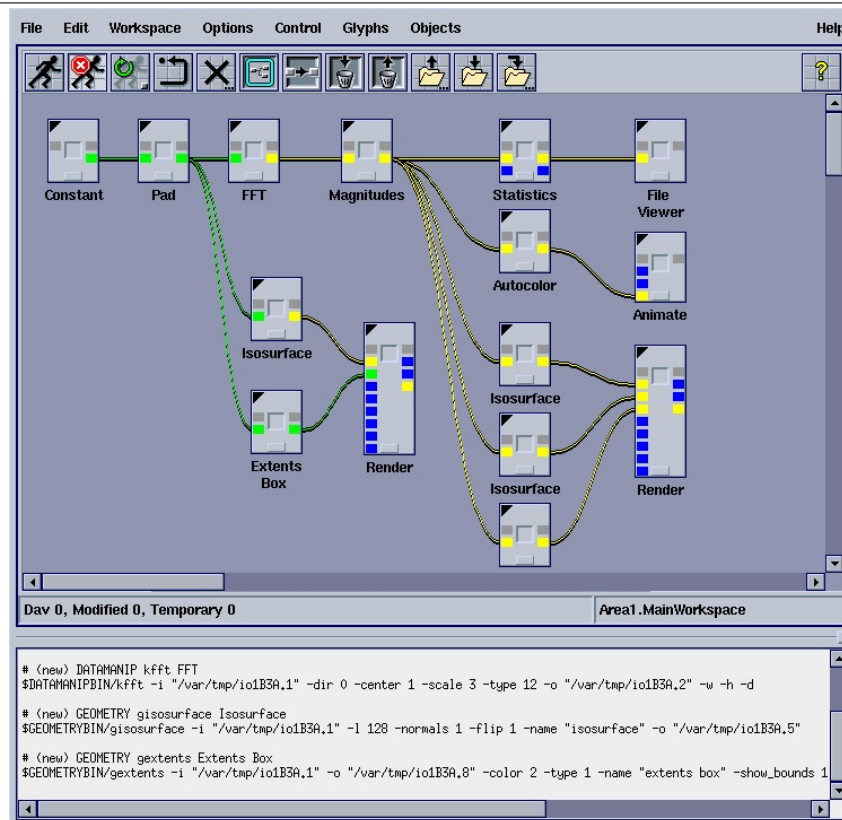 File Edit Workspace Options Control Glyphs Objects Help
?
Constant Pad FFT Magnitudes Statistics File
Viewer
Autocolor
Animate
Isosurface
Isosurface
Extents
Box
Render
Isosurface
Render
Dav 0, Modified 0, Temporary 0 Area1.MainWorkspace
# (new) DATAMANIP kfft FFT
$DATAMANIPBIN/kfft -i "/var/tmp/io1B3A.1" -dir 0 -center 1 -scale 3 -type 12 -o "/var/tmp/io1B3A.2" -w -h -d
# (new) GEOMETRY gisosurface Isosurface
$GEOMETRYBIN/gisosurface -i "/var/tmp/io1B3A.1" -l 128 -normals 1 -flip 1 -name "isosurface" -o "/var/tmp/io1B3A.5"
# (new) GEOMETRY gextents Extents Box
$GEOMETRYBIN/gextents -i "/var/tmp/io1B3A.1" -o "/var/tmp/io1B3A.8" -color 2 -type 1 -name "extents box" -show_bounds 1